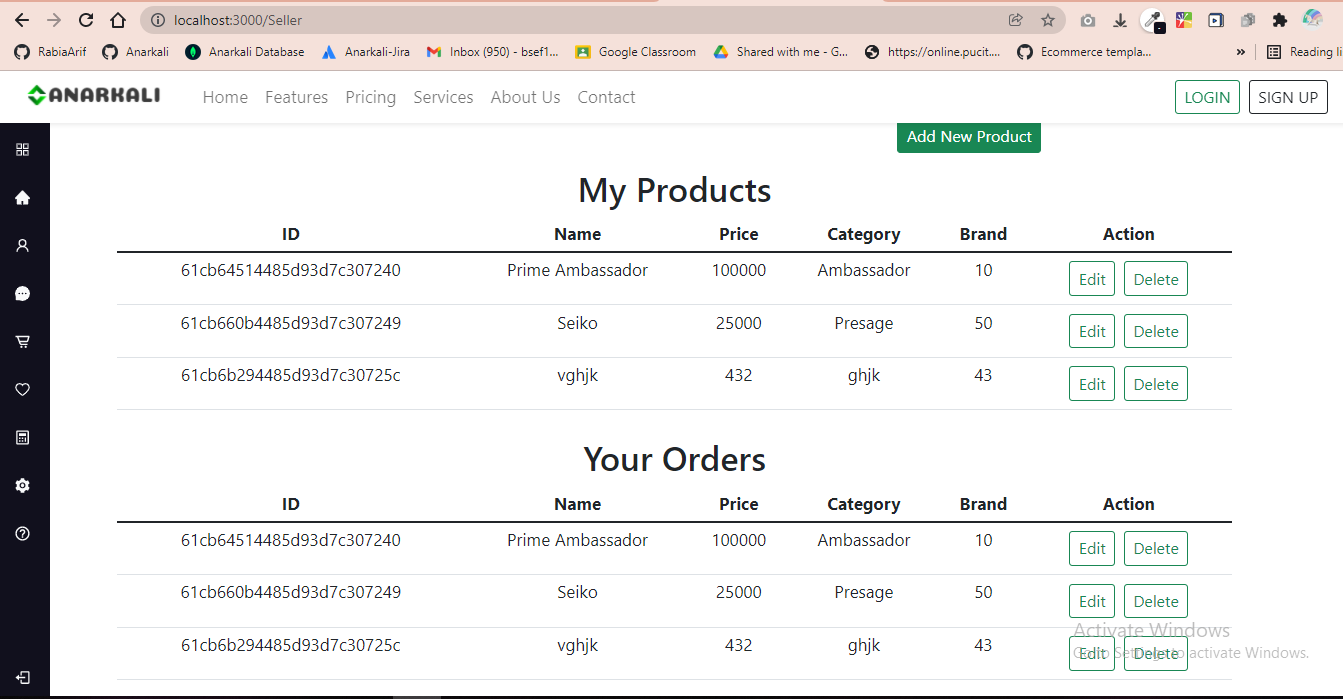 localhost:3000/Seller
RabiaArif Anarkali Anarkali Database Anarkali-Jira Inbox (950) - bsef1... Google Classroom Shared with me - G... https://online.pucit.... Ecommerce templa... » Reading li
ANARKALI Home Features Pricing Services About Us Contact LOGIN SIGN UP
Add New Product
My Products
ID Name Price Category Brand Action
61cb64514485d93d7c307240 Prime Ambassador 100000 Ambassador 10 Edit Delete
61cb660b4485d93d7c307249 Seiko 25000 Presage 50 Edit Delete
61cb6b294485d93d7c30725c vghjk 432 ghjk 43 Edit Delete
Your Orders
ID Name Price Category Brand Action
61cb64514485d93d7c307240 Prime Ambassador 100000 Ambassador 10 Edit Delete
61cb660b4485d93d7c307249 Seiko 25000 Presage 50 Edit Delete
Activate Windows
61cb6b294485d93d7c30725c vghjk 432 ghjk 43 Edit Delete
Go to Settings to activate Windows.